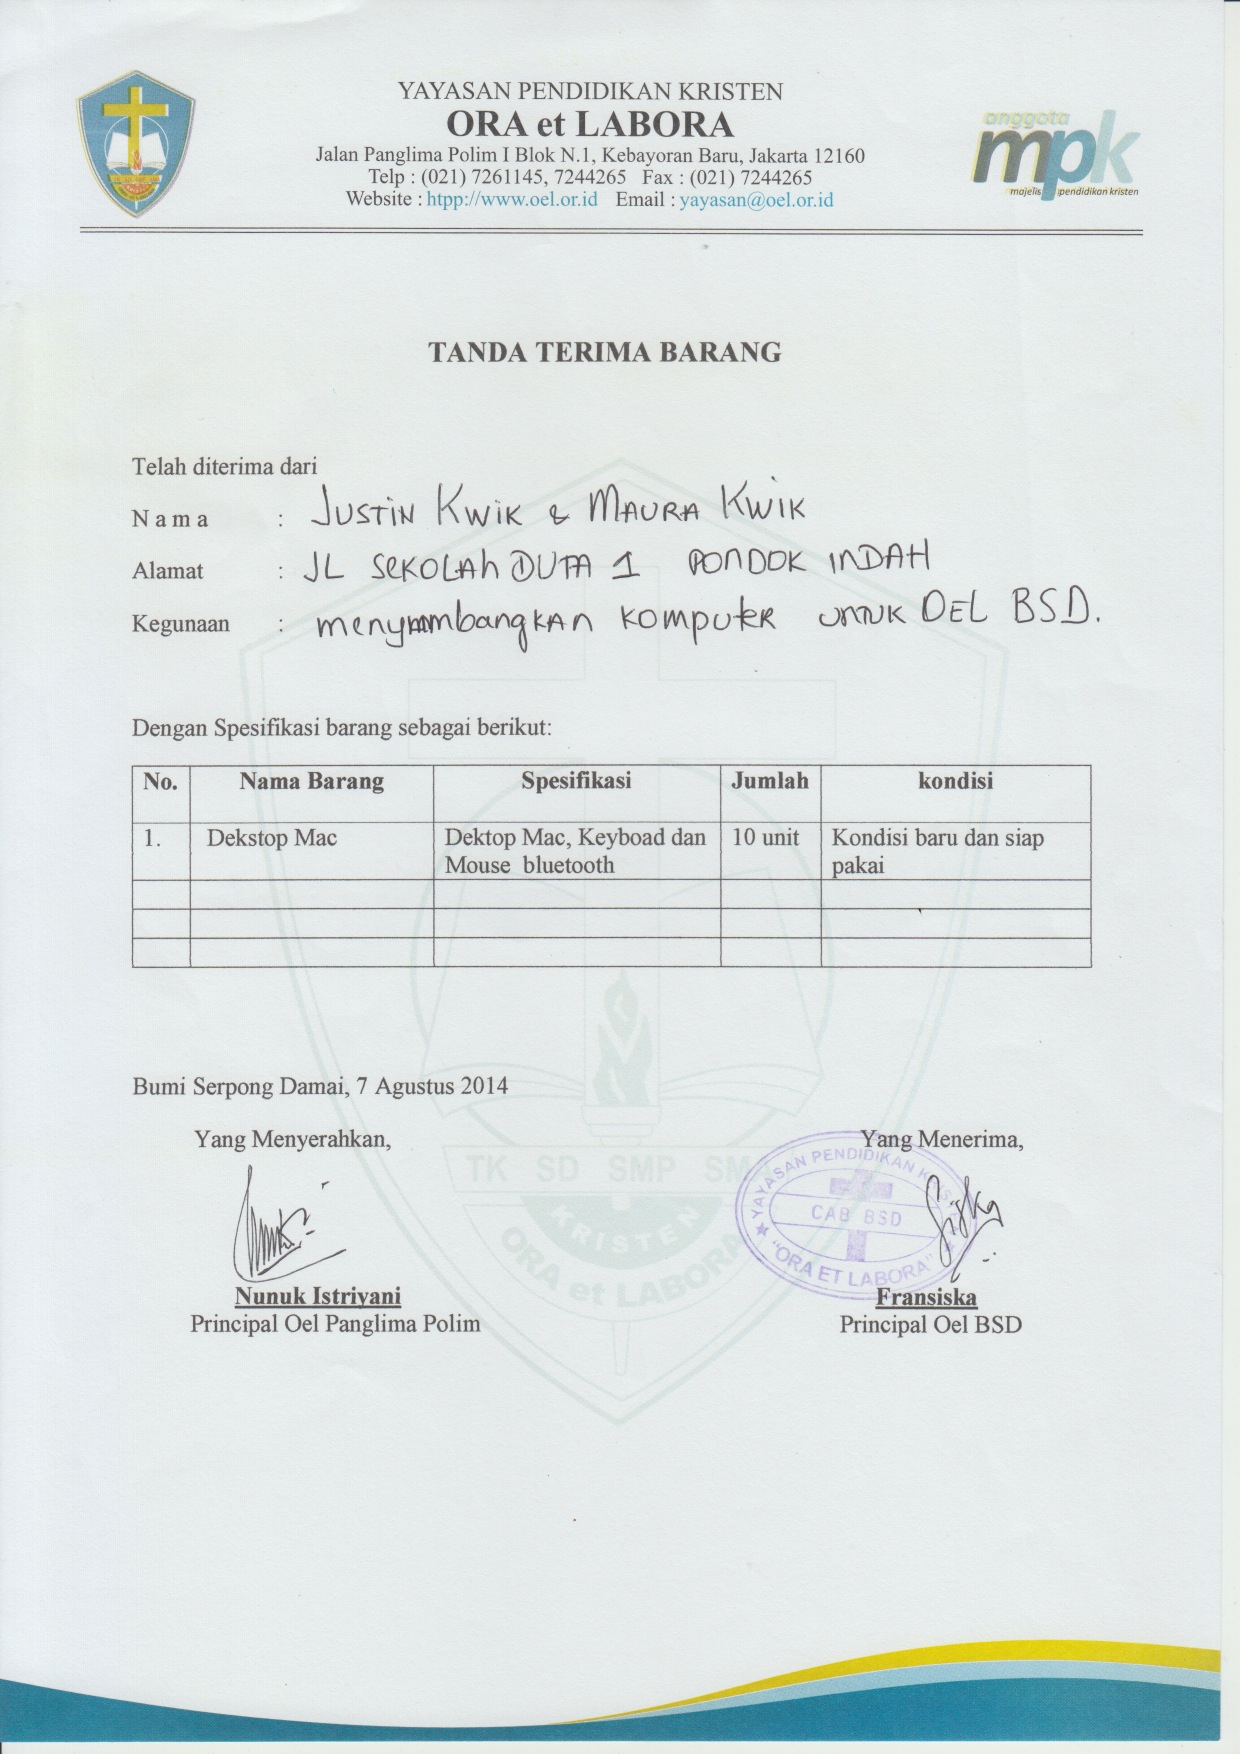 YAYASAN PENDIDIKAN KRISTEN
ORA et LABORA
Jalan Panglima Polim I Blok N.1, Kebayoran Baru, Jakarta 12160
Telp : (021) 7261145, 7244265 Fax : (021) 7244265
Website : htpp://www.oel.or.id Email : yayasan@oel.or.id
anggota
mpk
majelis pendidikan kristen
TANDA TERIMA BARANG
Telah diterima dari
N a m a : JUSTIN KWIK & MAURA KWIK
Alamat : JL SEKOLAH DUTA 1 PONDOK INDAH
Kegunaan : menyumbangkan komputer untuk OEL BSD.
Dengan Spesifikasi barang sebagai berikut:
No. Nama Barang Spesifikasi Jumlah kondisi
1. Dekstop Mac Dektop Mac, Keyboad dan 10 unit Kondisi baru dan siap
Mouse bluetooth pakai
Bumi Serpong Damai, 7 Agustus 2014
Yang Menyerahkan, Yang Menerima,
TK SD SMP
KRISTEN
ORA et LABORA
YAYASAN PENDIDIKAN
CAB BSD
"ORA ET LABORA"
Nunuk Istriyani Fransiska
Principal Oel Panglima Polim Principal Oel BSD